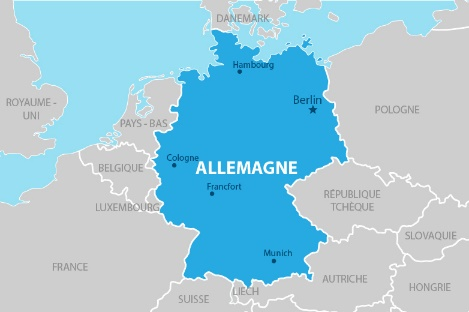 DANEMARK
Hambourg
ROYAUME -
UNI
Berlin
POLOGNE
PAYS - BAS
Cologne
BELGIQUE
ALLEMAGNE
Francfort
RÉPUBLIQUE
TCHÈQUE
LUXEMBOURG
SLOVAQUIE
Munich
FRANCE
AUTRICHE
HONGRIE
LIECH
SUISSE